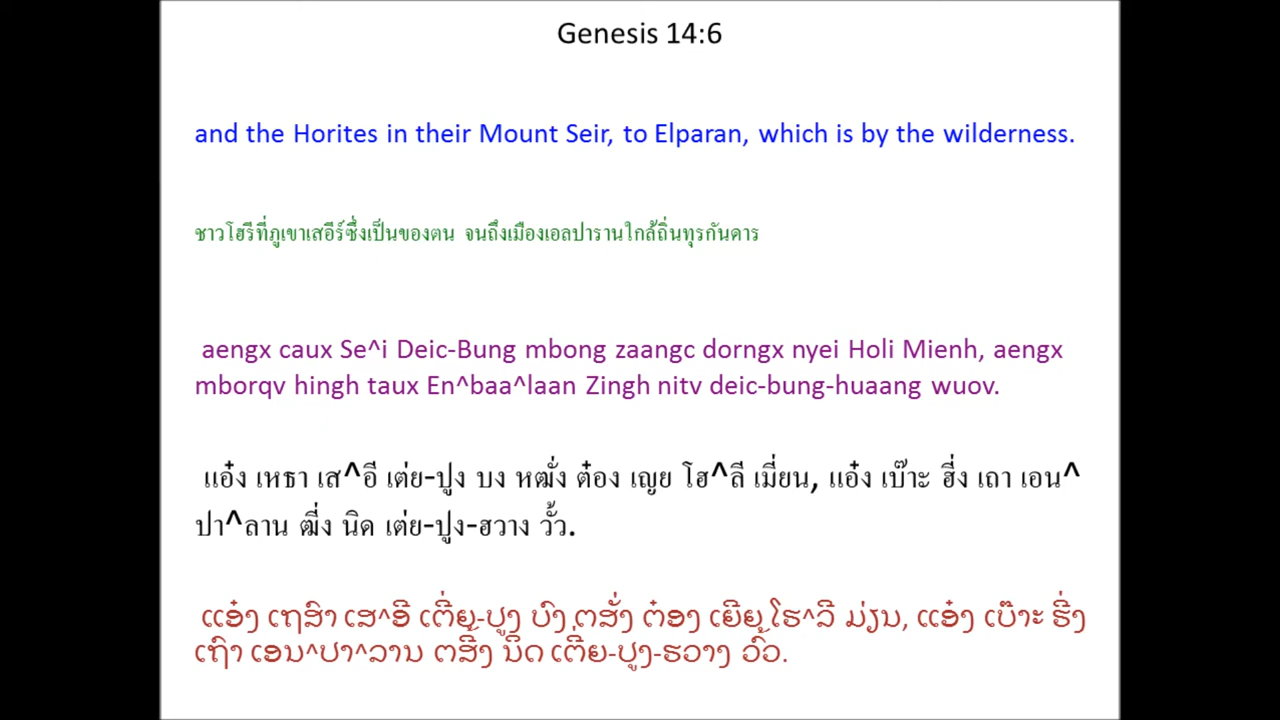 Genesis 14:6
and the Horites in their Mount Seir, to Elparan, which is by the wilderness.
ชาวโฮรีที่ภูเขาเสอีร์ซึ่งเป็นของตน จนถึงเมืองเอลปารานใกล้ถิ่นทุรกันดาร
aengx caux Se^i Deic-Bung mbong zaangc dorngx nyei Holi Mienh, aengx
mborqv hingh taux En^baa^laan Zingh nitv deic-bung-huaang wuov.
แอ๋ง เหธา เส^อี เต่ย-ปูง บง หฒั่ง ต๋อง เญย โฮ^ลี เมี่ยน, แอ๋ง เบ๊าะ ฮี่ง เถา เอน^
ปา^ลาน ฒี่ง นิด เต่ย-ปูง-ฮวาง วั้ว.
ແອ໋ງ ເຖສົາ ເສ^ອີ ເຕີ່ຍ-ປູງ ບົງ ຕສັ່ງ ຕ໋ອງ ເຍີຍ ໂຮ^ລີ ມ່ຽນ, ແອ໋ງ ເບ໊າະ ຮີ່ງ
ເຖົາ ເອນ^ປາ^ລານ ຕສີ້ງ ນິດ ເຕີ່ຍ-ປູງ-ຮວາງ ວົ້ວ.